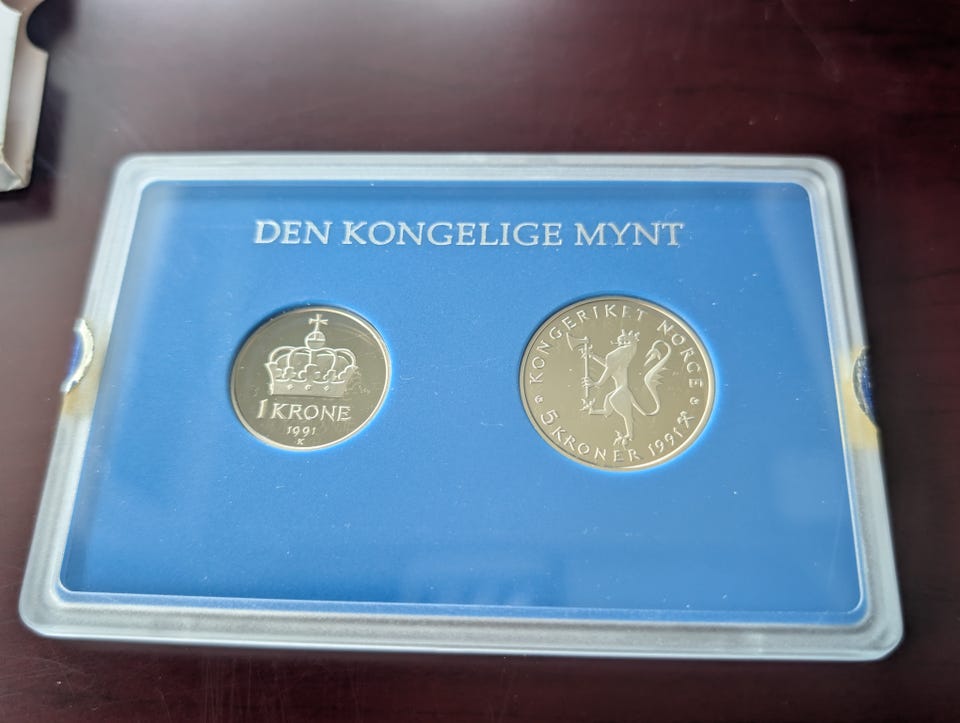 DEN KONGELIGE MYNT
1 KRONE
1991
K
KONGERIKET NORGE
5 KRONER 1991